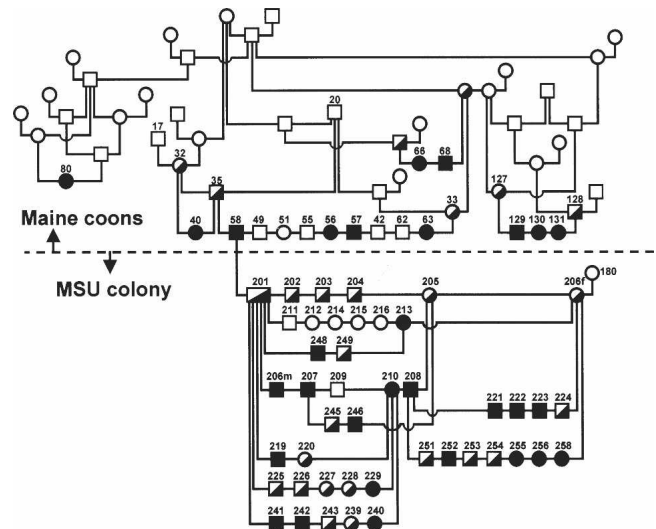 20
17
32
80
66 68
35
33
127
128
40 58 49 51 55 56 57 42 62 63
129 130 131
Maine coons
MSU colony
180
201 202 203 204 205 206f
211 212 214 215 216 213
248 249
206m 207 209 210 208
221 222 223 224
245 246
219 220
251 252 253 254 255 256 258
225 226 227 228 229
241 242 243 239 240